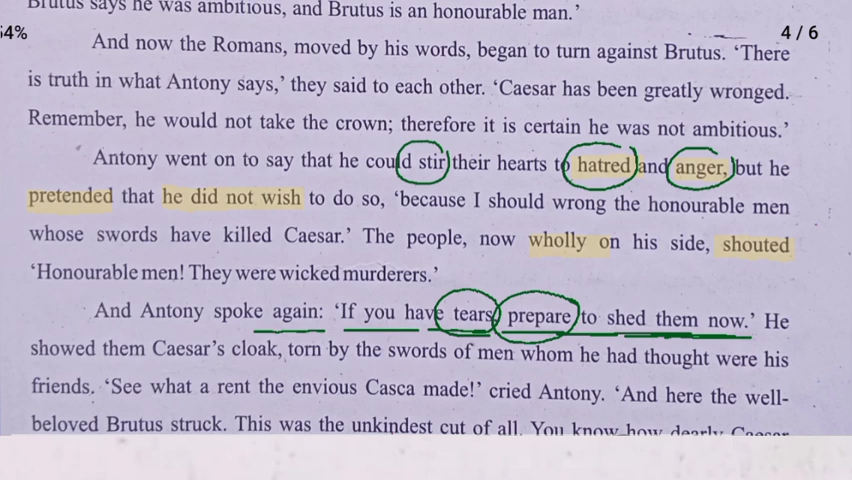 Brutus says he was ambitious, and Brutus is an honourable man.’
54%
4 / 6
And now the Romans, moved by his words, began to turn against Brutus. ‘There
is truth in what Antony says,’ they said to each other. ‘Caesar has been greatly wronged.
Remember, he would not take the crown; therefore it is certain he was not ambitious.’
Antony went on to say that he could stir their hearts to hatred and anger, but he
pretended that he did not wish to do so, ‘because I should wrong the honourable men
whose swords have killed Caesar.’ The people, now wholly on his side, shouted
‘Honourable men! They were wicked murderers.’
And Antony spoke again: ‘If you have tears, prepare to shed them now.’ He
showed them Caesar’s cloak, torn by the swords of men whom he had thought were his
friends. ‘See what a rent the envious Casca made!’ cried Antony. ‘And here the well-
beloved Brutus struck. This was the unkindest cut of all. You know how dearly Caesar